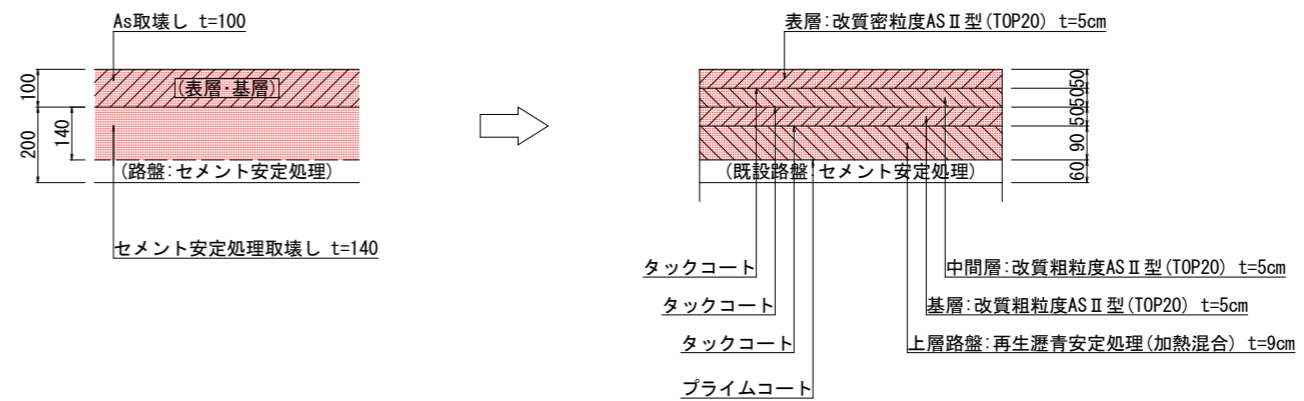 As取壊し t=100
表層:改質密粒度ASⅡ型(TOP20) t=5cm
100
(表層・基層)
200
140
(路盤:セメント安定処理)
セメント安定処理取壊し t=140
50
50
50
90
60
(既設路盤:セメント安定処理)
タックコート
中間層:改質粗粒度ASⅡ型(TOP20) t=5cm
タックコート
基層:改質粗粒度ASⅡ型(TOP20) t=5cm
タックコート
上層路盤:再生瀝青安定処理(加熱混合) t=9cm
プライムコート